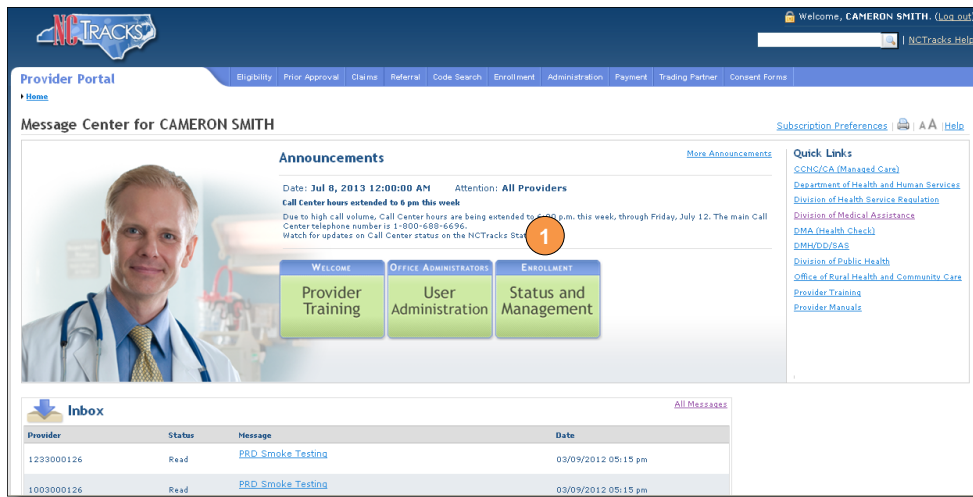 NCTRACKS
Welcome, CAMERON SMITH. (Log out)
| NCTracks Help
Provider Portal
Eligibility Prior Approval Claims Referral Code Search Enrollment Administration Payment Trading Partner Consent Forms
Home
Message Center for CAMERON SMITH
Subscription Preferences | | A A | Help
Announcements
More Announcements
Date: Jul 8, 2013 12:00:00 AM Attention: All Providers
Call Center hours extended to 6 pm this week
Due to high call volume, Call Center hours are being extended to 6:00 p.m. this week, through Friday, July 12. The main Call
Center telephone number is 1-800-688-6696.
Watch for updates on Call Center status on the NCTracks
1
WELCOME
Provider
Training
OFFICE ADMINISTRATORS
User
Administration
ENROLLMENT
Status and
Management
Quick Links
CCNC/CA (Managed Care)
Department of Health and Human Services
Division of Health Service Regulation
Division of Medical Assistance
DMA (Health Check)
DMH/DD/SAS
Division of Public Health
Office of Rural Health and Community Care
Provider Training
Provider Manuals
Inbox
All Messages
Provider Status Message Date
1233000126 Read PRD Smoke Testing 03/09/2012 05:15 pm
1003000126 Read PRD Smoke Testing 03/09/2012 05:15 pm